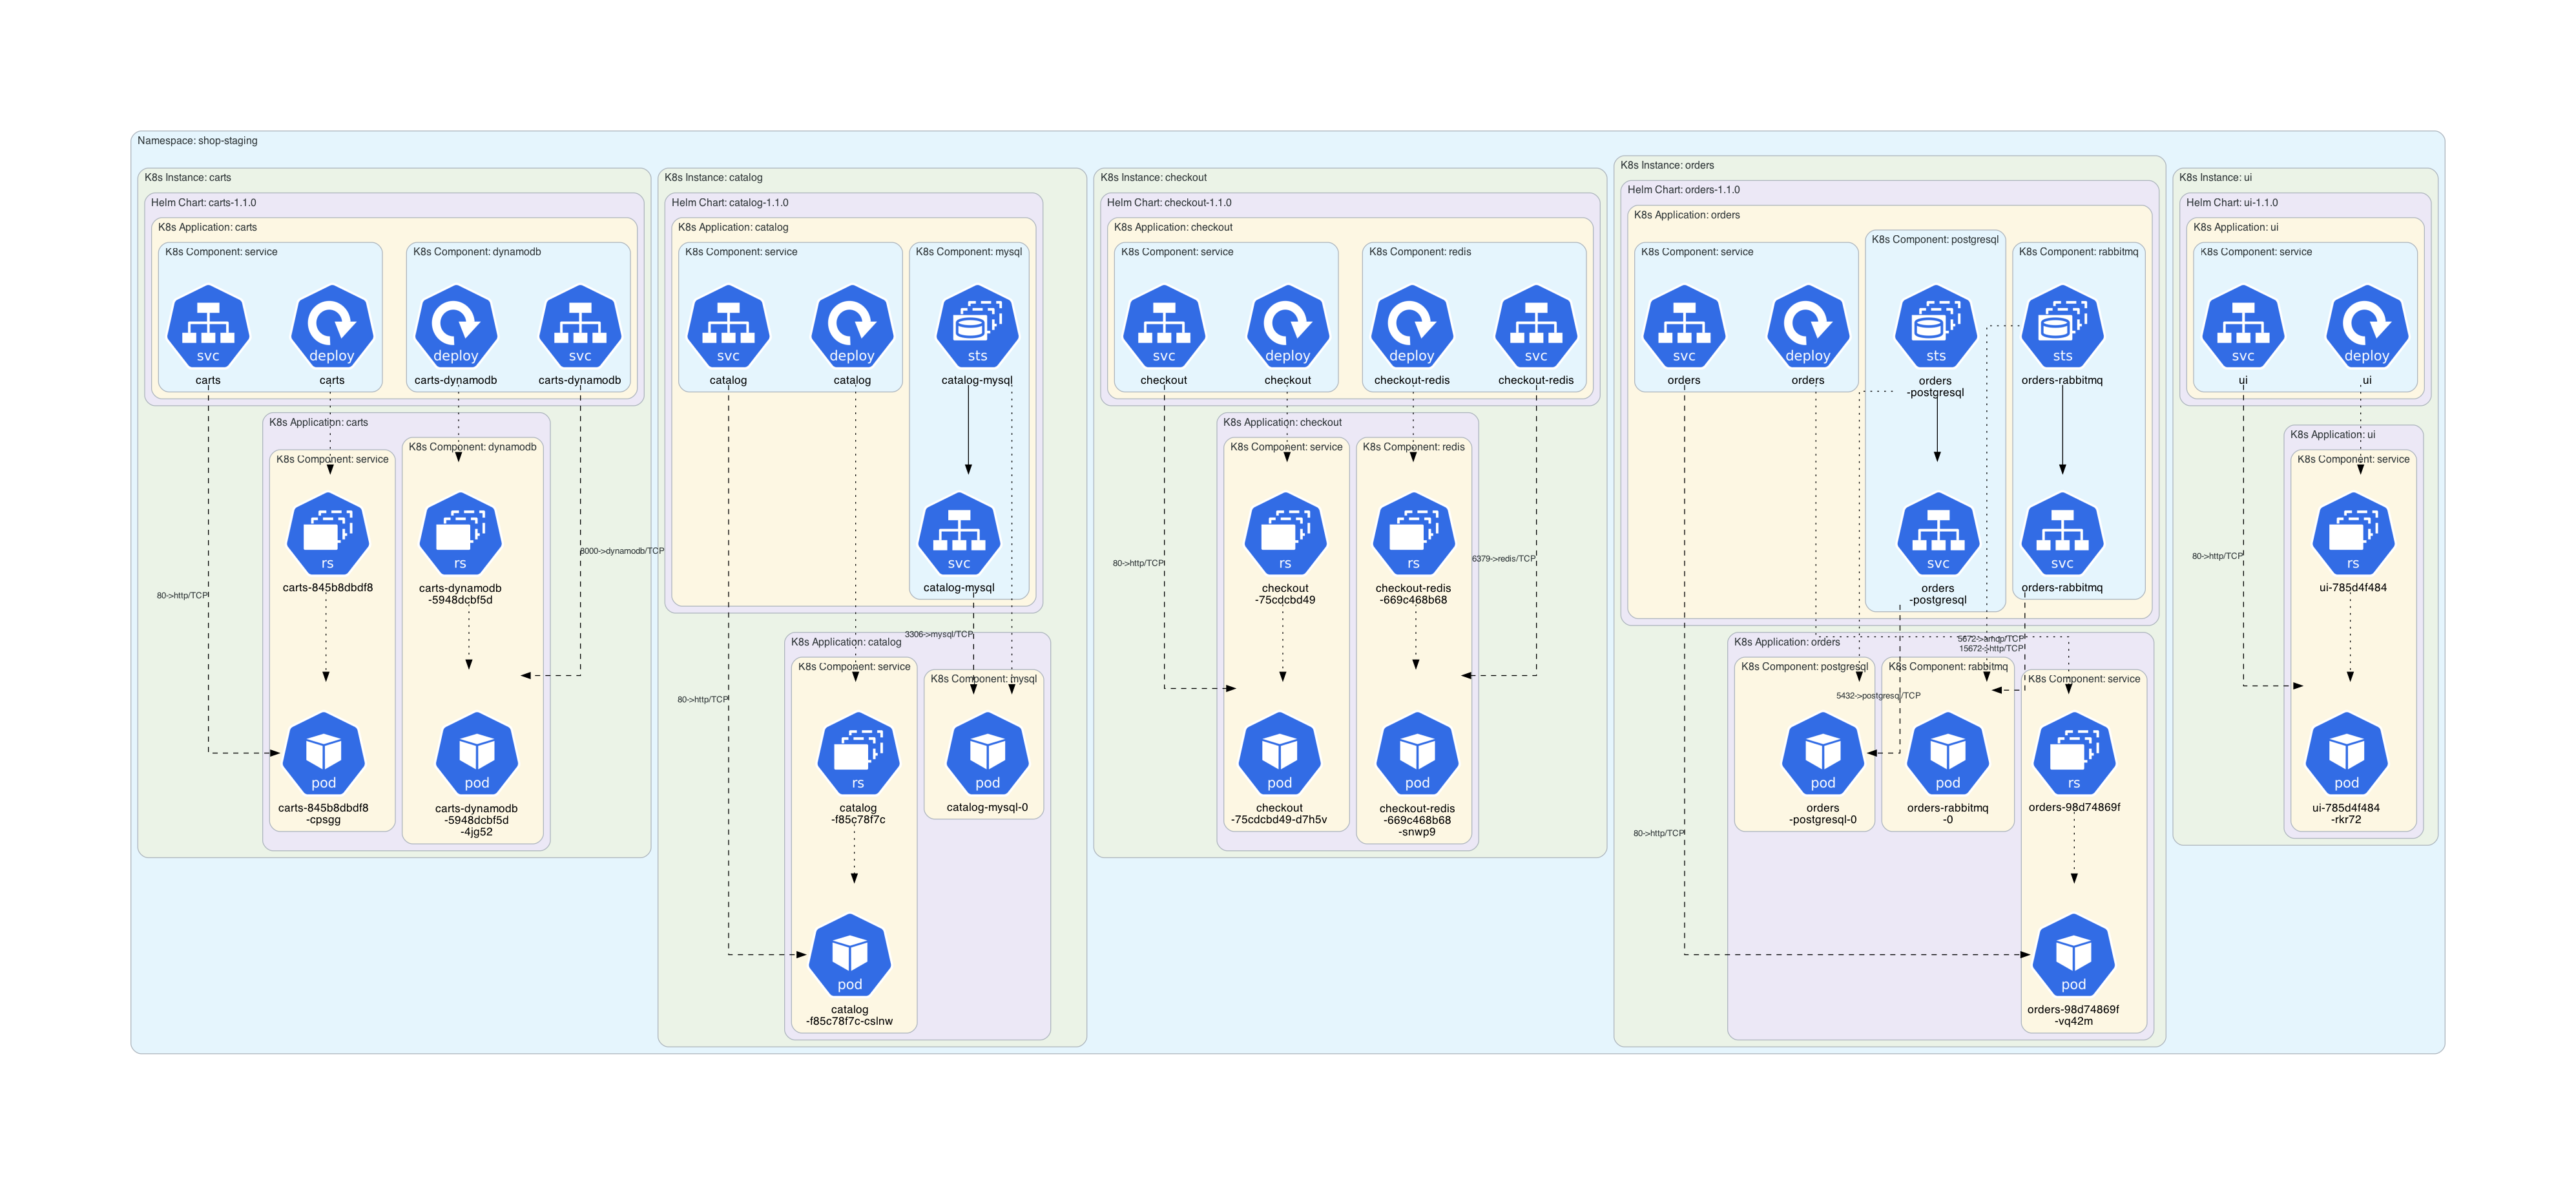 Namespace: shop-staging
K8s Instance: carts
Helm Chart: carts-1.1.0
K8s Application: carts
K8s Component: service
svc
carts
deploy
carts
K8s Component: dynamodb
deploy
carts-dynamodb
svc
carts-dynamodb
80->http/TCP
8000->dynamodb/TCP
K8s Application: carts
K8s Component: service
rs
carts-845b8dbdf8
pod
carts-845b8dbdf8
-cpsgg
K8s Component: dynamodb
rs
carts-dynamodb
-5948dcbf5d
pod
carts-dynamodb
-5948dcbf5d
-4jg52
K8s Instance: catalog
Helm Chart: catalog-1.1.0
K8s Application: catalog
K8s Component: service
svc
catalog
deploy
catalog
K8s Component: mysql
sts
catalog-mysql
svc
catalog-mysql
80->http/TCP
3306->mysql/TCP
K8s Application: catalog
K8s Component: service
rs
catalog
-f85c78f7c
pod
catalog
-f85c78f7c-cslnw
K8s Component: mysql
pod
catalog-mysql-0
K8s Instance: checkout
Helm Chart: checkout-1.1.0
K8s Application: checkout
K8s Component: service
svc
checkout
deploy
checkout
K8s Component: redis
deploy
checkout-redis
svc
checkout-redis
80->http/TCP
6379->redis/TCP
K8s Application: checkout
K8s Component: service
rs
checkout
-75cdcbd49
pod
checkout
-75cdcbd49-d7h5v
K8s Component: redis
rs
checkout-redis
-669c468b68
pod
checkout-redis
-669c468b68
-snwp9
K8s Instance: orders
Helm Chart: orders-1.1.0
K8s Application: orders
K8s Component: service
svc
orders
deploy
orders
K8s Component: postgresql
sts
orders
-postgresql
svc
orders
-postgresql
K8s Component: rabbitmq
sts
orders-rabbitmq
svc
orders-rabbitmq
80->http/TCP
5672->amqp/TCP
15672->http/TCP
5432->postgresql/TCP
K8s Application: orders
K8s Component: postgresql
pod
orders
-postgresql-0
K8s Component: rabbitmq
pod
orders-rabbitmq
-0
K8s Component: service
rs
orders-98d74869f
pod
orders-98d74869f
-vq42m
K8s Instance: ui
Helm Chart: ui-1.1.0
K8s Application: ui
K8s Component: service
svc
ui
deploy
ui
80->http/TCP
K8s Application: ui
K8s Component: service
rs
ui-785d4f484
pod
ui-785d4f484
-rkr72